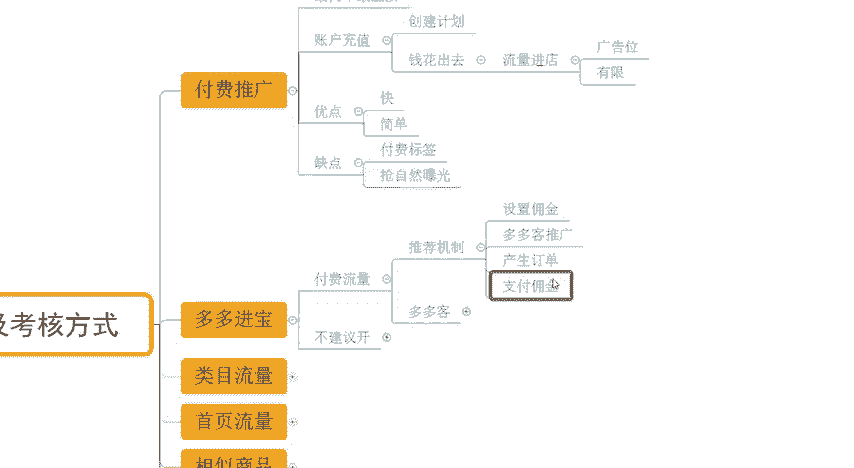 创建计划
账户充值
钱花出去
流量进店
广告位
有限
付费推广
快
优点
简单
付费标签
缺点
抢自然曝光
设置佣金
多多客推广
推荐机制
产生订单
付费流量
支付佣金
多多客
多多进宝
不建议开
及考核方式
类目流量
首页流量
相似商品